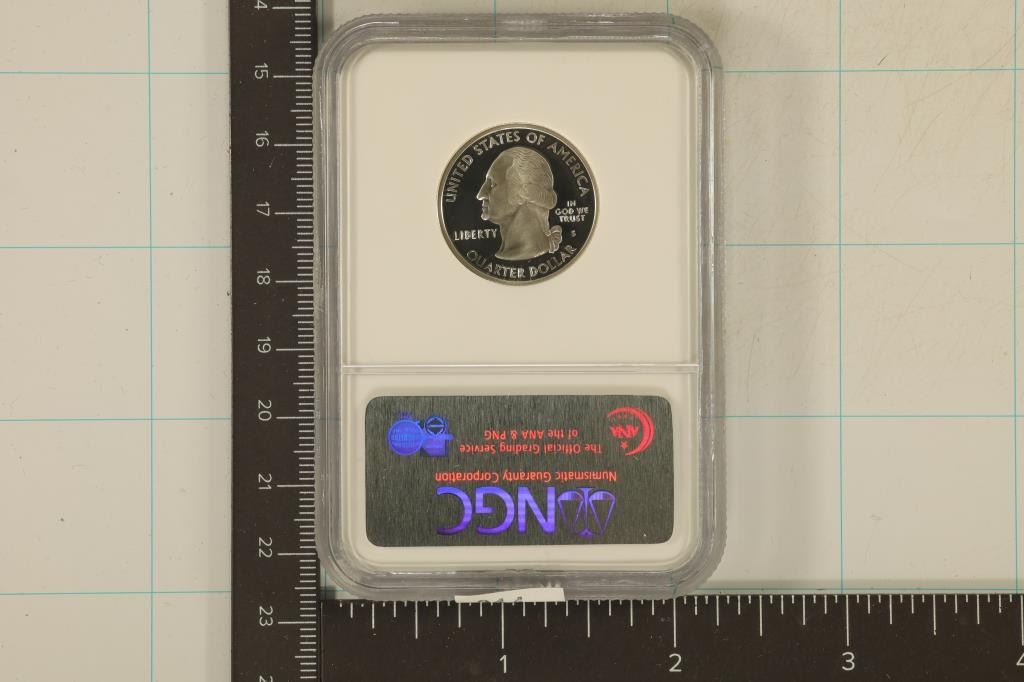 UNITED STATES OF AMERICA
LIBERTY
IN
GOD WE
TRUST
S
QUARTER DOLLAR
NGC
Numismatic Guaranty Corporation
The Official Grading Service
of the ANA & PNG
ANA
15
16
17
18
19
20
21
22
23
1
2
3
4